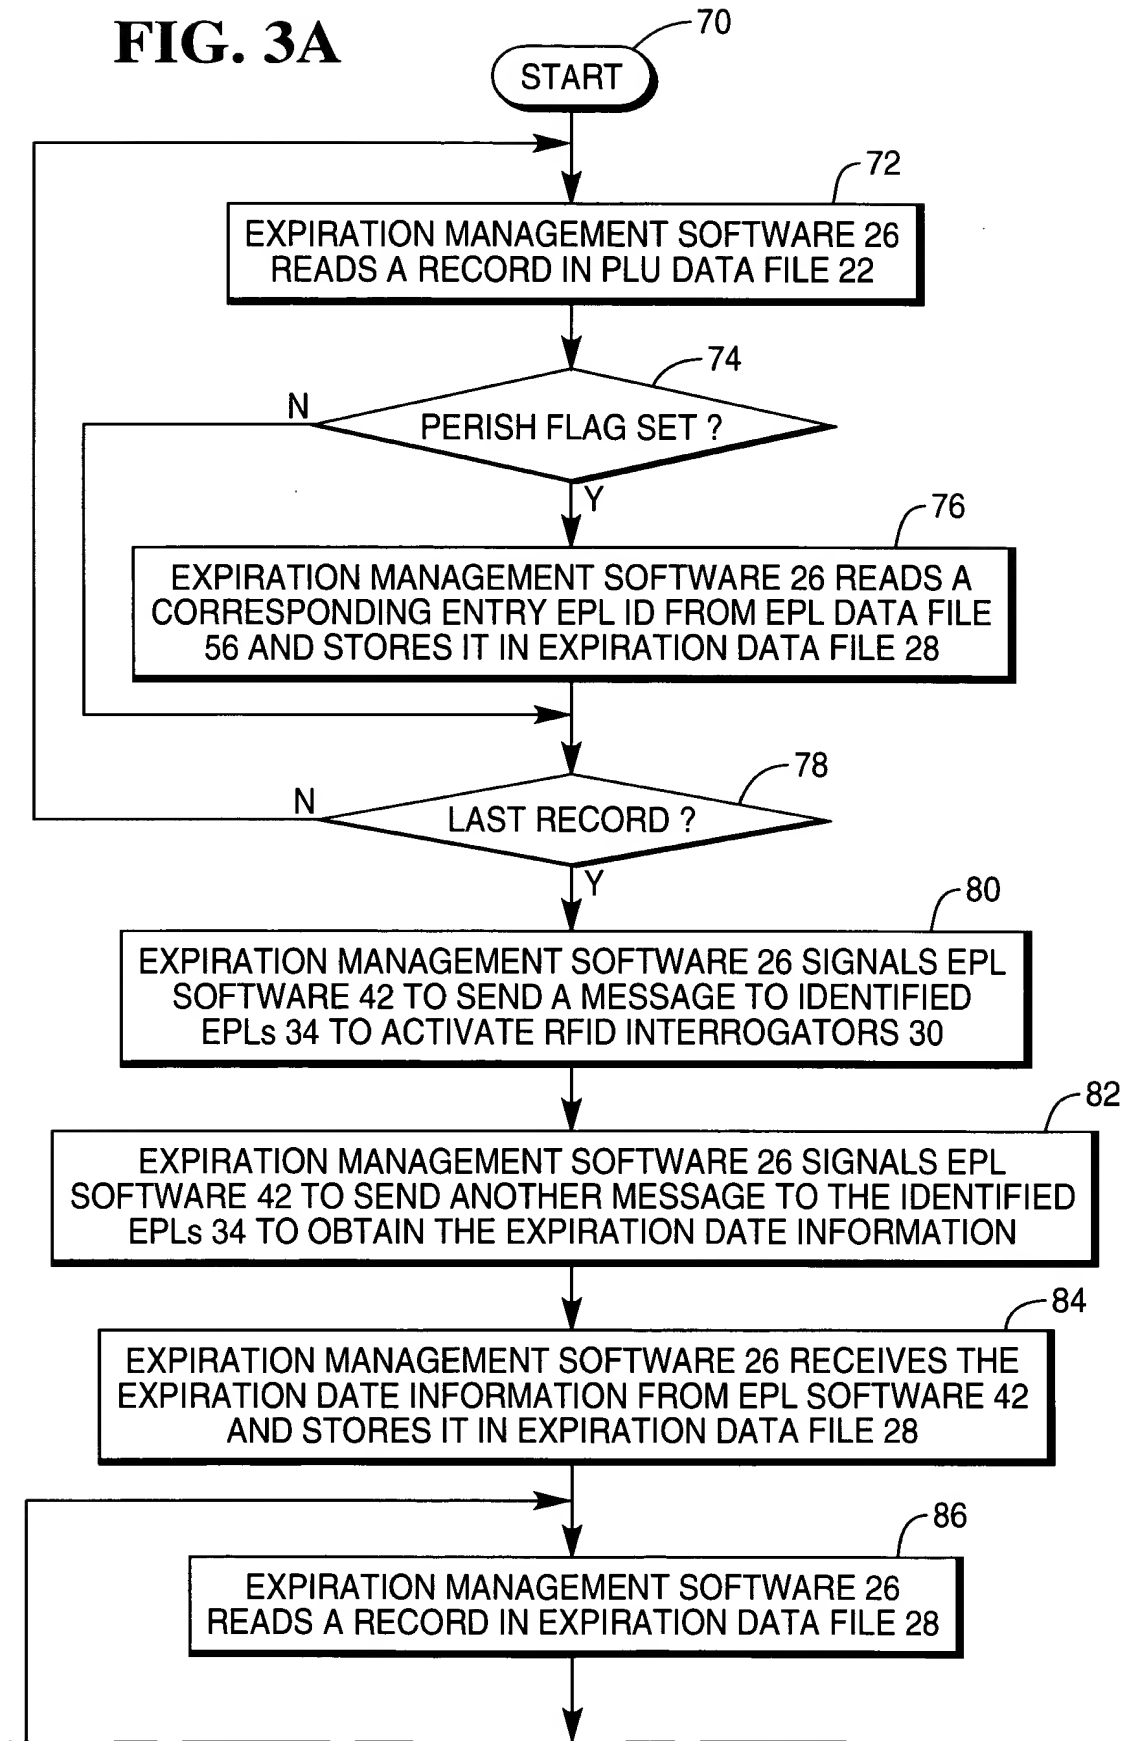 FIG. 3A
70
START
72
EXPIRATION MANAGEMENT SOFTWARE 26
READS A RECORD IN PLU DATA FILE 22
74
N
PERISH FLAG SET ?
Y
76
EXPIRATION MANAGEMENT SOFTWARE 26 READS A
CORRESPONDING ENTRY EPL ID FROM EPL DATA FILE
56 AND STORES IT IN EXPIRATION DATA FILE 28
78
N
LAST RECORD ?
Y
80
EXPIRATION MANAGEMENT SOFTWARE 26 SIGNALS EPL
SOFTWARE 42 TO SEND A MESSAGE TO IDENTIFIED
EPLs 34 TO ACTIVATE RFID INTERROGATORS 30
82
EXPIRATION MANAGEMENT SOFTWARE 26 SIGNALS EPL
SOFTWARE 42 TO SEND ANOTHER MESSAGE TO THE IDENTIFIED
EPLs 34 TO OBTAIN THE EXPIRATION DATE INFORMATION
84
EXPIRATION MANAGEMENT SOFTWARE 26 RECEIVES THE
EXPIRATION DATE INFORMATION FROM EPL SOFTWARE 42
AND STORES IT IN EXPIRATION DATA FILE 28
86
EXPIRATION MANAGEMENT SOFTWARE 26
READS A RECORD IN EXPIRATION DATA FILE 28